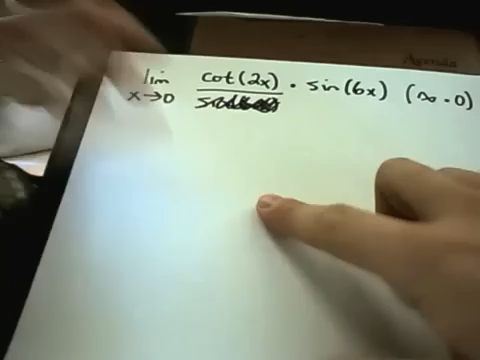 lim x→0 cot(2x) · sin(6x) (∞·0)
Agenda